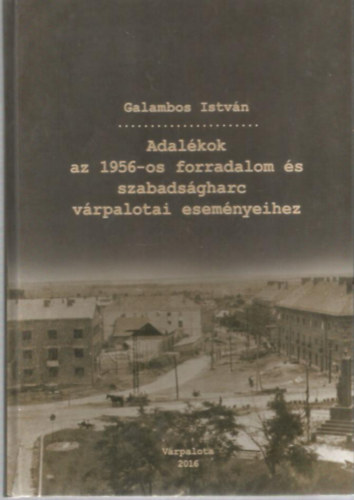 Galambos István
Adalékok
az 1956-os forradalom és
szabadságharc
várpalotai eseményeihez
Várpalota
2016